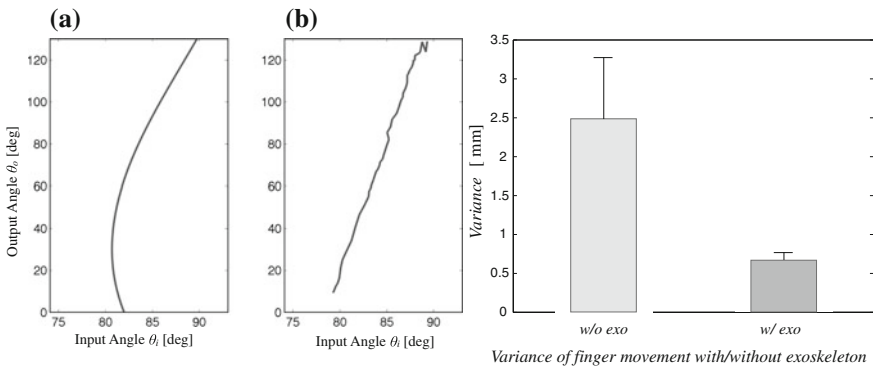 (a)
120
100
80
60
40
20
0
Output Angle θo [deg]
75 80 85 90
Input Angle θi [deg]
(b)
120
100
80
60
40
20
0
75 80 85 90
Input Angle θi [deg]
3.5
3
2.5
2
1.5
1
0.5
0
Variance [ mm]
w/o exo w/ exo
Variance of finger movement with/without exoskeleton